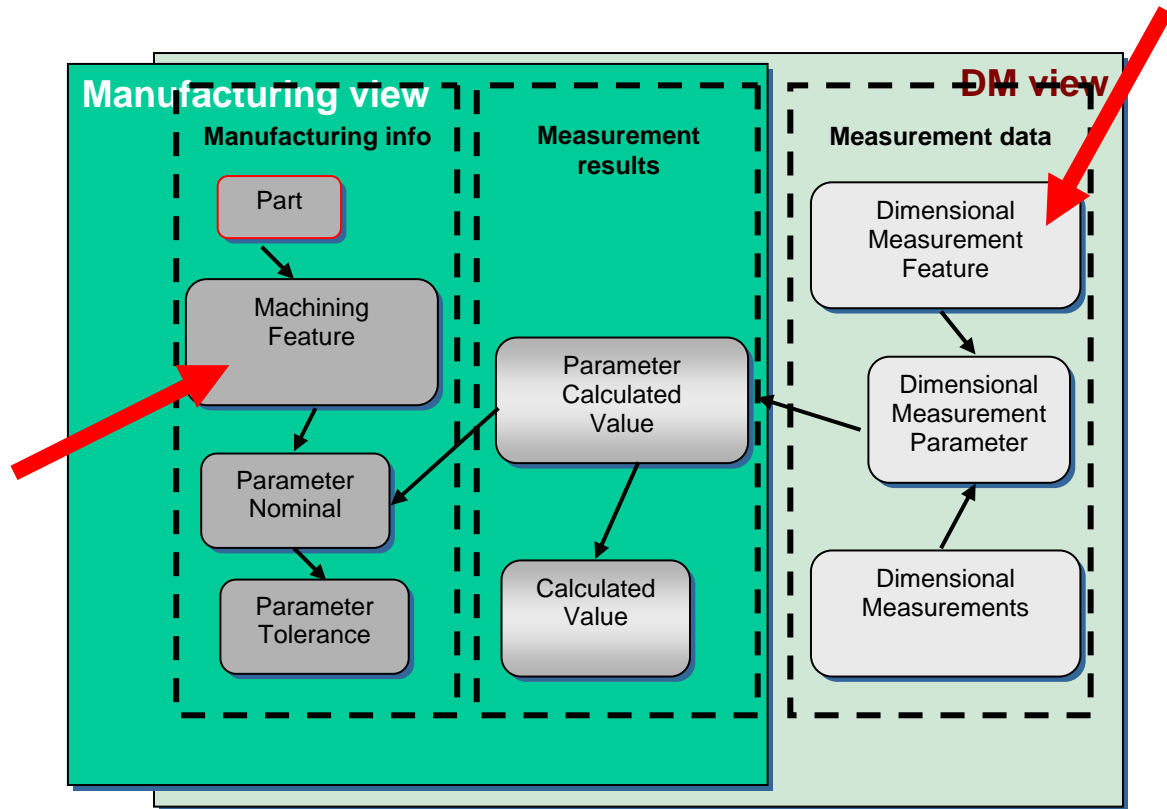 Manufacturing view
DM view
Manufacturing info
Part
Machining
Feature
Parameter
Nominal
Parameter
Tolerance
Measurement
results
Parameter
Calculated
Value
Calculated
Value
Measurement data
Dimensional
Measurement
Feature
Dimensional
Measurement
Parameter
Dimensional
Measurements